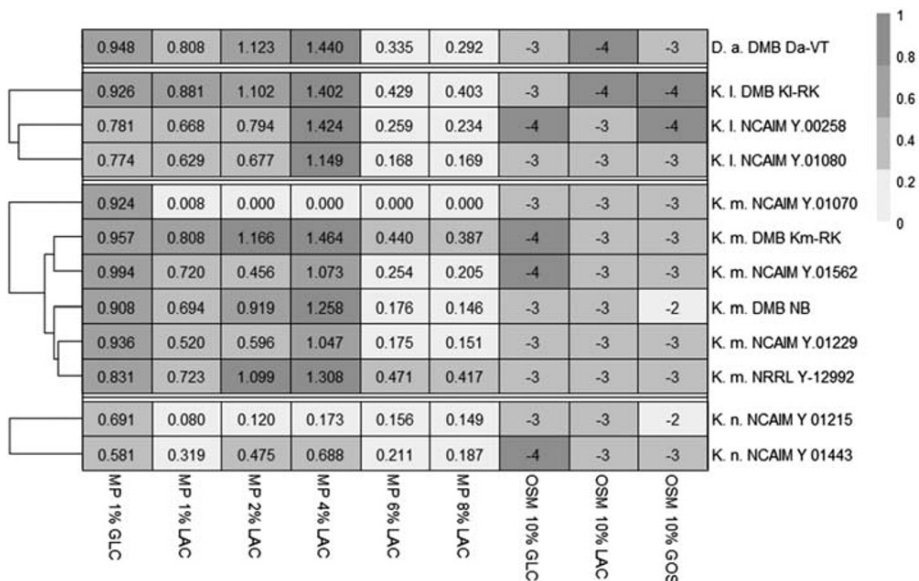 0.948 0.808 1.123 1.440 0.335 0.292 -3 -4 -3 D. a. DMB Da-VT
0.926 0.881 1.102 1.402 0.429 0.403 -3 -4 -4 K. l. DMB Kl-RK
0.781 0.668 0.794 1.424 0.259 0.234 -4 -3 -4 K. l. NCAIM Y.00258
0.774 0.629 0.677 1.149 0.168 0.169 -3 -3 -3 K. l. NCAIM Y.01080
0.924 0.008 0.000 0.000 0.000 0.000 -3 -3 -3 K. m. NCAIM Y.01070
0.957 0.808 1.166 1.464 0.440 0.387 -4 -3 -3 K. m. DMB Km-RK
0.994 0.720 0.456 1.073 0.254 0.205 -4 -3 -3 K. m. NCAIM Y.01562
0.908 0.694 0.919 1.258 0.176 0.146 -3 -3 -2 K. m. DMB NB
0.936 0.520 0.596 1.047 0.175 0.151 -3 -3 -3 K. m. NCAIM Y.01229
0.831 0.723 1.099 1.308 0.471 0.417 -3 -3 -3 K. m. NRRL Y-12992
0.691 0.080 0.120 0.173 0.156 0.149 -3 -3 -2 K. n. NCAIM Y 01215
0.581 0.319 0.475 0.688 0.211 0.187 -4 -3 -3 K. n. NCAIM Y 01443
MP 1% GLC
MP 1% LAC
MP 2% LAC
MP 4% LAC
MP 6% LAC
MP 8% LAC
OSM 10% GLC
OSM 10% LAC
OSM 10% GOS
1
0.8
0.6
0.4
0.2
0